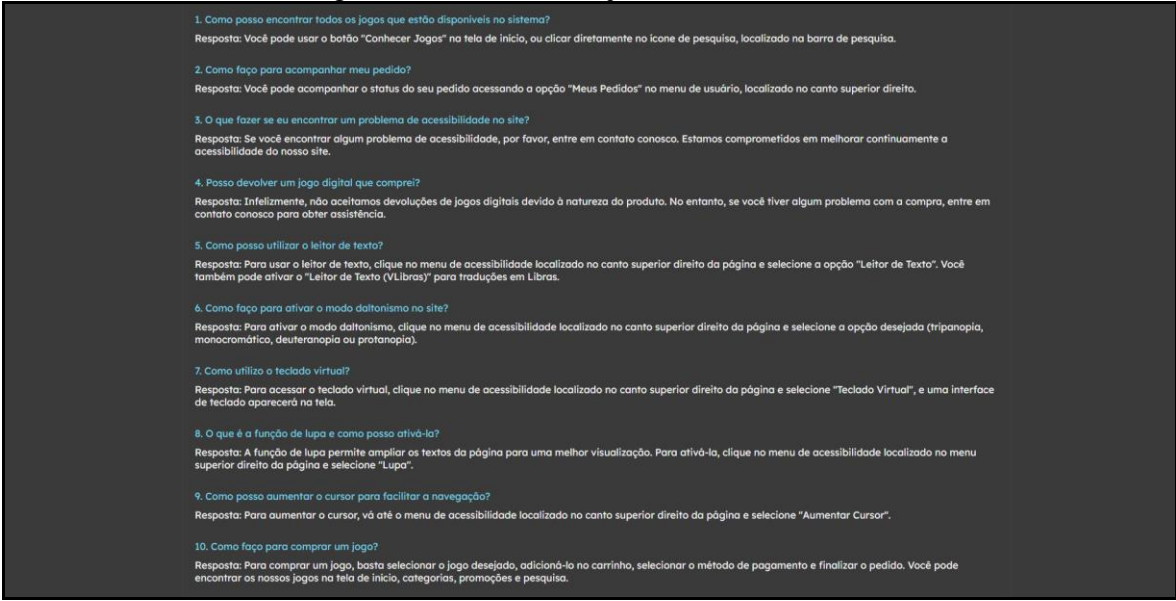 1. Como posso encontrar todos os jogos que estão disponíveis no sistema?
Resposta: Você pode usar o botão "Conhecer Jogos" na tela de início, ou clicar diretamente no ícone de pesquisa, localizado na barra de pesquisa.
2. Como faço para acompanhar meu pedido?
Resposta: Você pode acompanhar o status do seu pedido acessando a opção "Meus Pedidos" no menu de usuário, localizado no canto superior direito.
3. O que fazer se eu encontrar um problema de acessibilidade no site?
Resposta: Se você encontrar algum problema de acessibilidade, por favor, entre em contato conosco. Estamos comprometidos em melhorar continuamente a
acessibilidade do nosso site.
4. Posso devolver um jogo digital que comprei?
Resposta: Infelizmente, não aceitamos devoluções de jogos digitais devido à natureza do produto. No entanto, se você tiver algum problema com a compra, entre em
contato conosco para obter assistência.
5. Como posso utilizar o leitor de texto?
Resposta: Para usar o leitor de texto, clique no menu de acessibilidade localizado no canto superior direito da página e selecione a opção "Leitor de Texto". Você
também pode ativar o "Leitor de Texto (VLibras)" para traduções em Libras.
6. Como faço para ativar o modo daltonismo no site?
Resposta: Para ativar o modo daltonismo, clique no menu de acessibilidade localizado no canto superior direito da página e selecione a opção desejada (tripanopia,
monocromático, deuteranopia ou protanopia).
7. Como utilizo o teclado virtual?
Resposta: Para acessar o teclado virtual, clique no menu de acessibilidade localizado no canto superior direito da página e selecione "Teclado Virtual", e uma interface
de teclado aparecerá na tela.
8. O que é a função de lupa e como posso ativá-la?
Resposta: A função de lupa permite ampliar os textos da página para uma melhor visualização. Para ativá-la, clique no menu de acessibilidade localizado no menu
superior direito da página e selecione "Lupa".
9. Como posso aumentar o cursor para facilitar a navegação?
Resposta: Para aumentar o cursor, vá até o menu de acessibilidade localizado no canto superior direito da página e selecione "Aumentar Cursor".
10. Como faço para comprar um jogo?
Resposta: Para comprar um jogo, basta selecionar o jogo desejado, adicioná-lo no carrinho, selecionar o método de pagamento e finalizar o pedido. Você pode
encontrar os nossos jogos na tela de início, categorias, promoções e pesquisa.